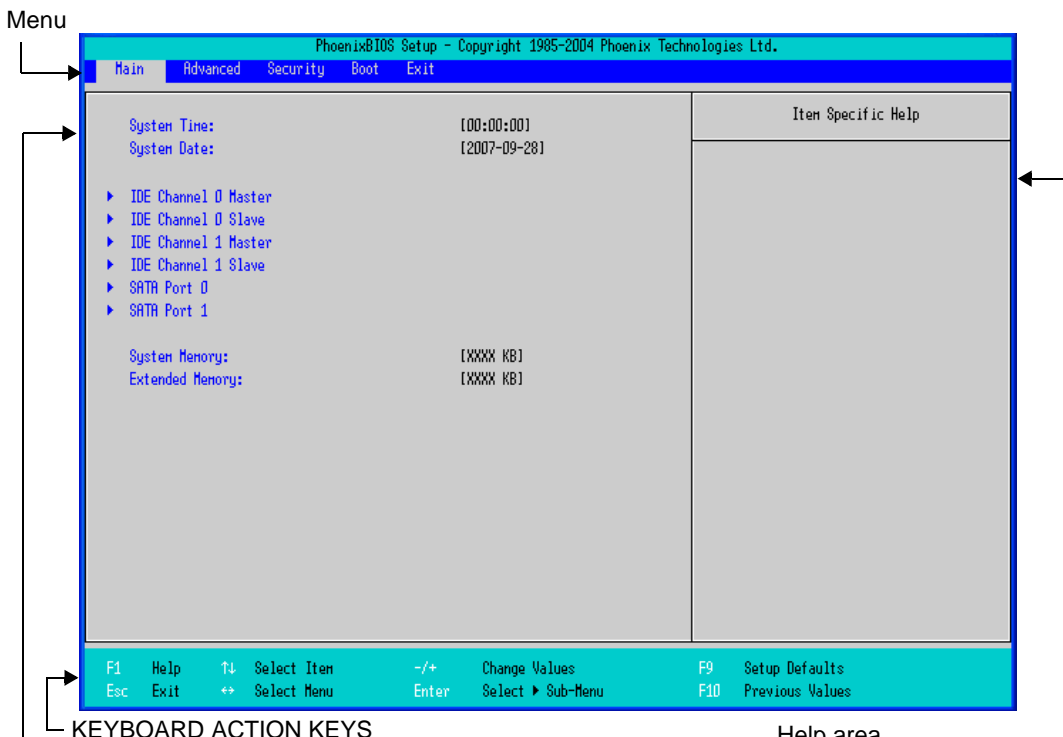 Menu
PhoenixBIOS Setup - Copyright 1985-2004 Phoenix Technologies Ltd.
Main Advanced Security Boot Exit
System Time: [00:00:00]
System Date: [2007-09-28]
Item Specific Help
IDE Channel 0 Master
IDE Channel 0 Slave
IDE Channel 1 Master
IDE Channel 1 Slave
SATA Port 0
SATA Port 1
System Memory: [XXXX KB]
Extended Memory: [XXXX KB]
F1 Help ↑↓ Select Item -/+ Change Values F9 Setup Defaults
Esc Exit ↔ Select Menu Enter Select ▶ Sub-Menu F10 Previous Values
KEYBOARD ACTION KEYS
Help area